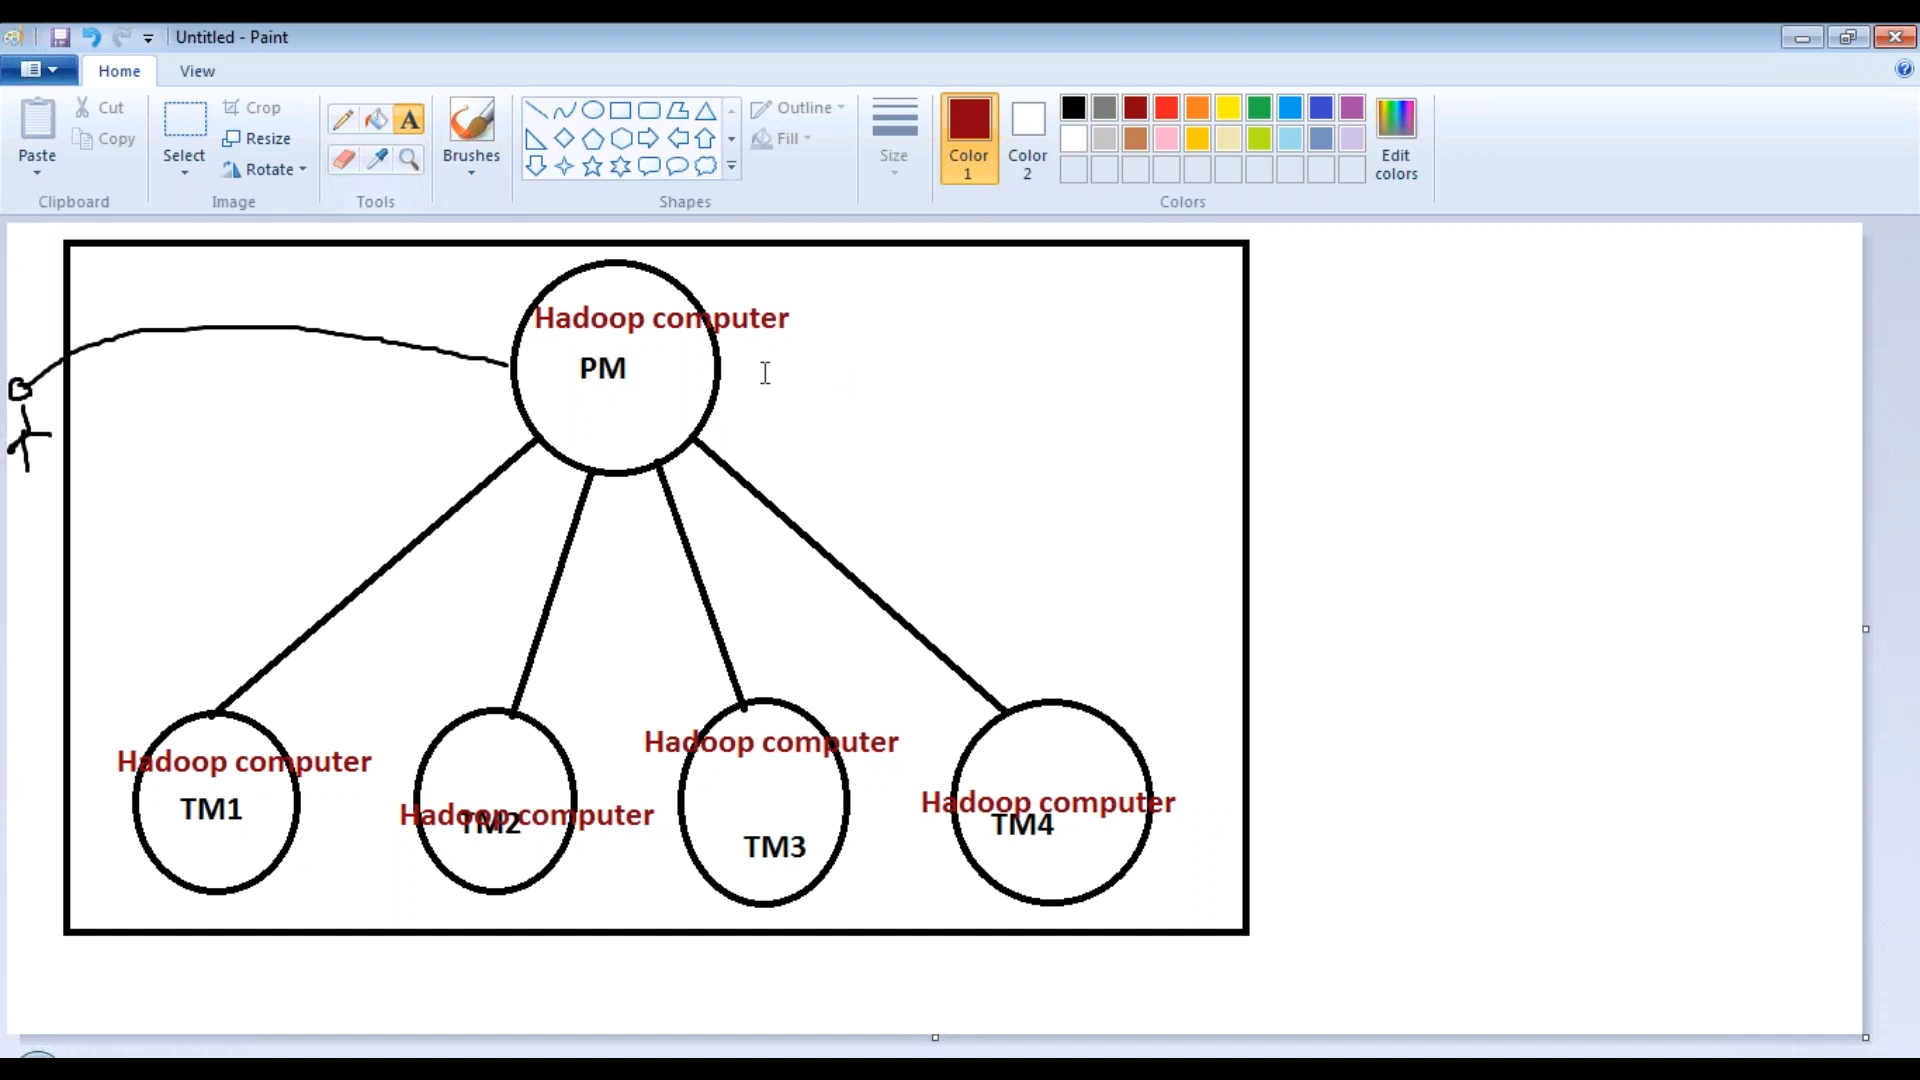 Untitled - Paint
Home
View
Paste
Cut
Copy
Clipboard
Select
Crop
Resize
Rotate
Image
Tools
Brushes
Shapes
Outline
Fill
Size
Color 1
Color 2
Edit colors
Colors
Hadoop computer
PM
Hadoop computer
TM1
Hadoop computer
TM2
Hadoop computer
TM3
Hadoop computer
TM4